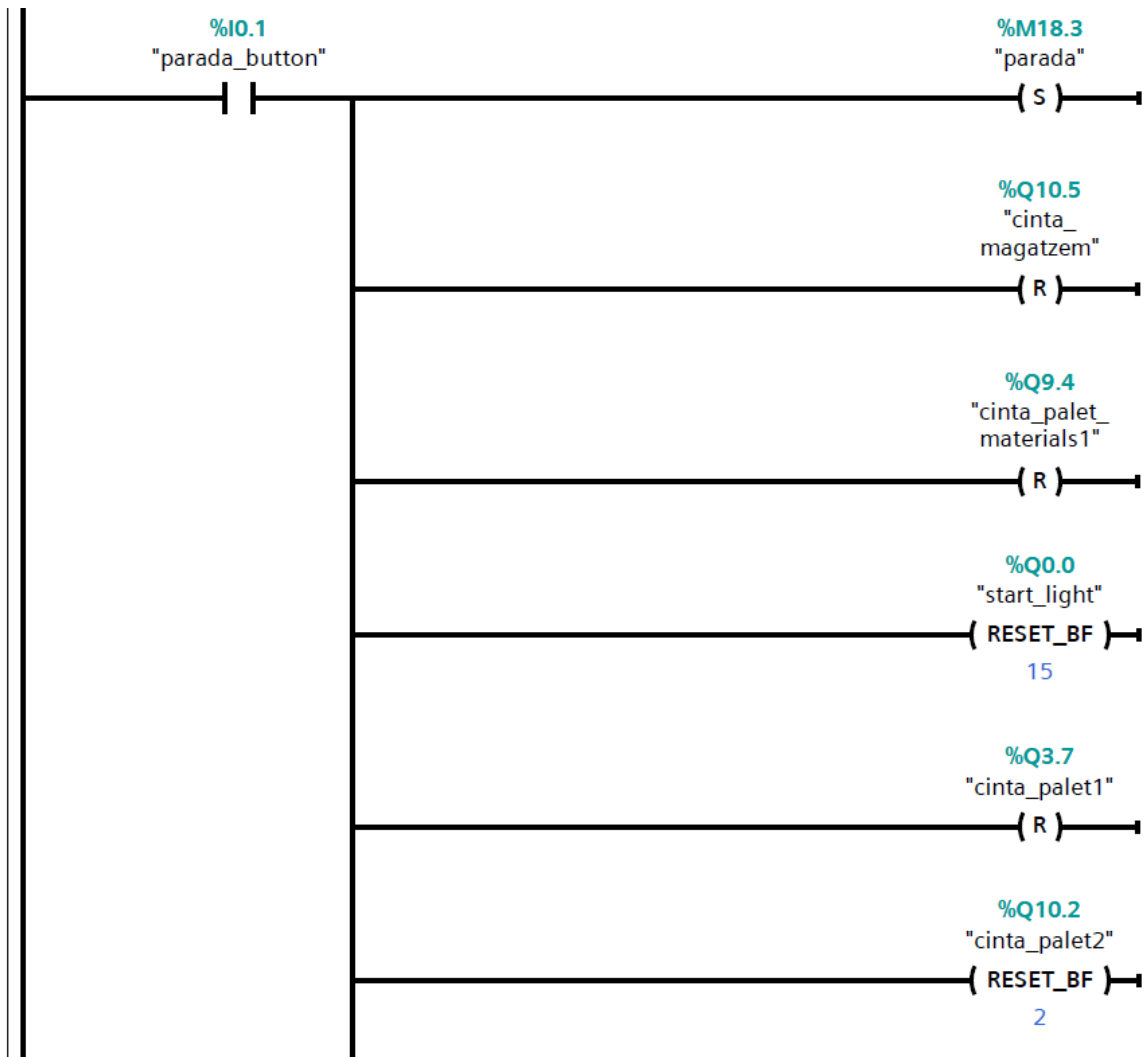 %I0.1
"parada_button"
%M18.3
"parada"
S
%Q10.5
"cinta_
magatzem"
R
%Q9.4
"cinta_palet_
materials1"
R
%Q0.0
"start_light"
RESET_BF
15
%Q3.7
"cinta_palet1"
R
%Q10.2
"cinta_palet2"
RESET_BF
2